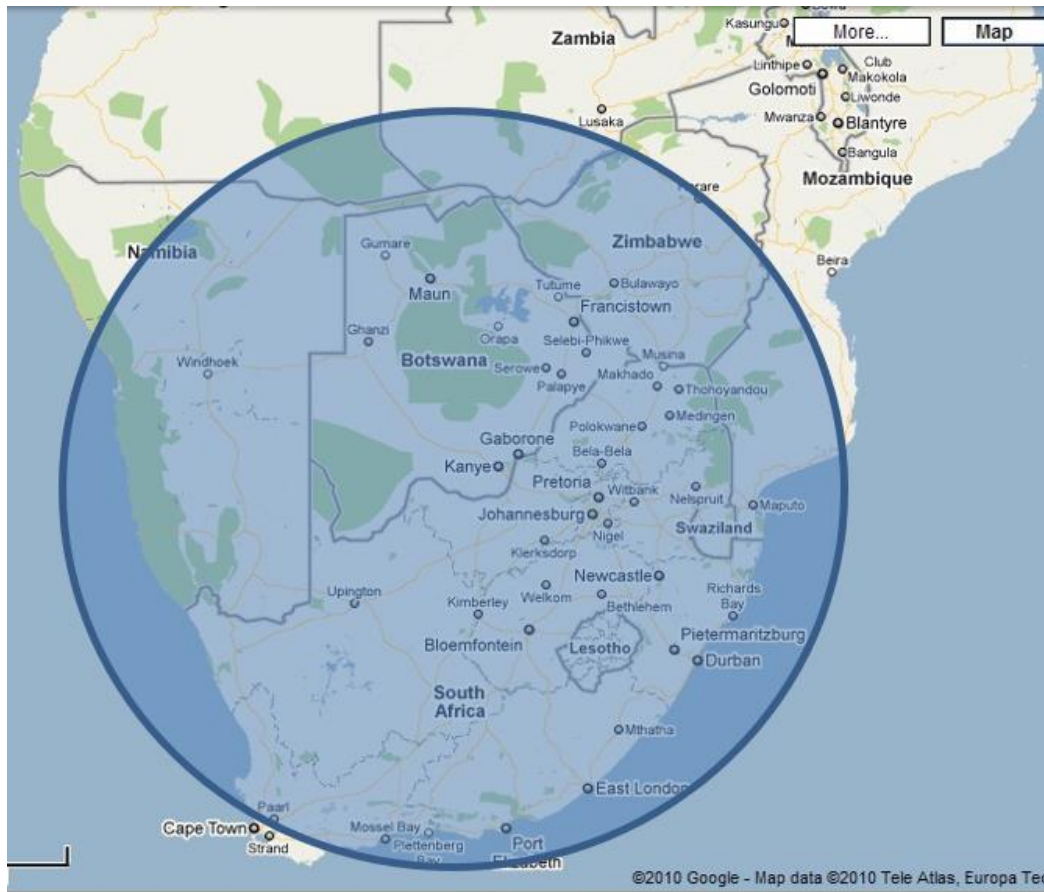 Kasungu
More...
Map
Zambia
Linthipe
Club
Makokola
Golomoti
Liwonde
Lusaka
Mwanza
Blantyre
Bangula
Mozambique
Namibia
Gumare
Zimbabwe
Beira
Maun
Tutume
Bulawayo
Francistown
Ghanzi
Orapa
Selebi-Phikwe
Windhoek
Botswana
Serowe
Musina
Palapye
Makhado
Thohoyandou
Medingen
Polokwane
Gaborone
Bela-Bela
Kanye
Pretoria
Witbank
Nelspruit
Maputo
Johannesburg
Nigel
Swaziland
Klerksdorp
Newcastle
Richards
Bay
Upington
Welkom
Bethlehem
Kimberley
Pietermaritzburg
Bloemfontein
Lesotho
Durban
South
Africa
Mthatha
East London
Paarl
Cape Town
Strand
Mossel Bay
Plettenberg
Bay
Port
Elizabeth
©2010 Google - Map data ©2010 Tele Atlas, Europa Tec